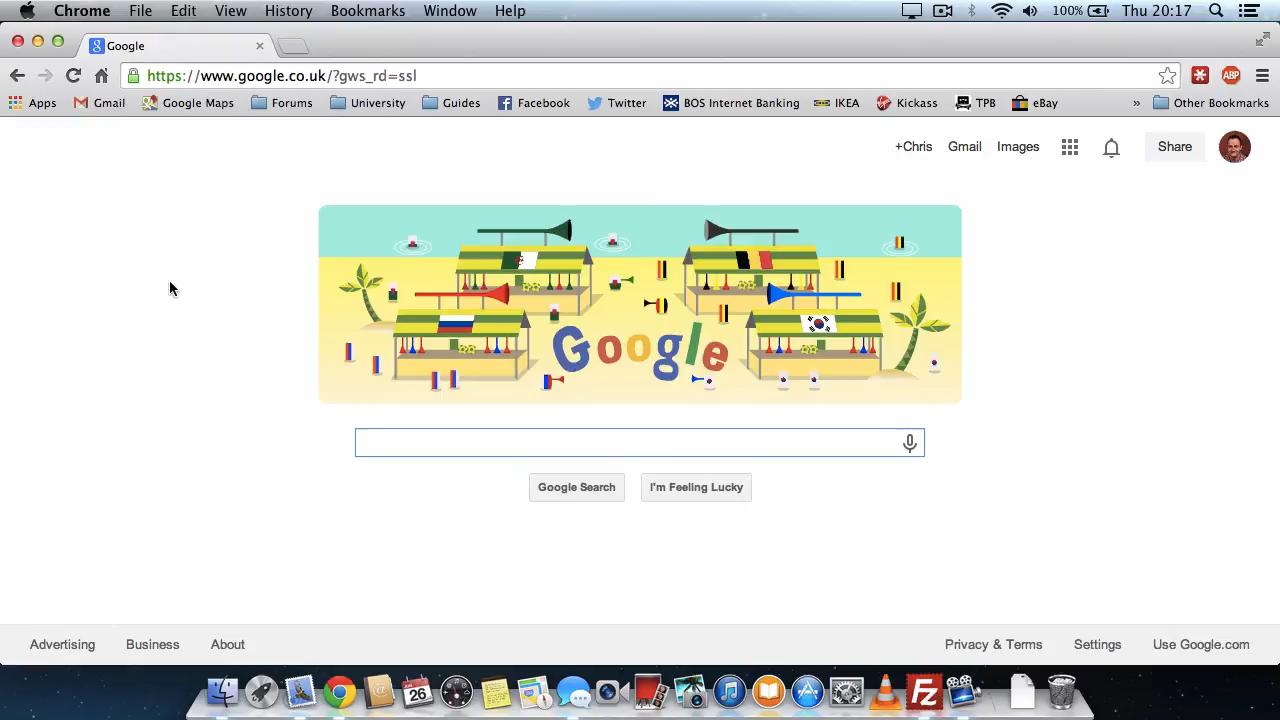 Chrome File Edit View History Bookmarks Window Help 100% Thu 20:17
Google
https://www.google.co.uk/?gws_rd=ssl
Apps Gmail Google Maps Forums University Guides Facebook Twitter BOS Internet Banking IKEA Kickass TPB eBay » Other Bookmarks
+Chris Gmail Images Share
Google
Google Search I'm Feeling Lucky
Advertising Business About Privacy & Terms Settings Use Google.com
26
FZ